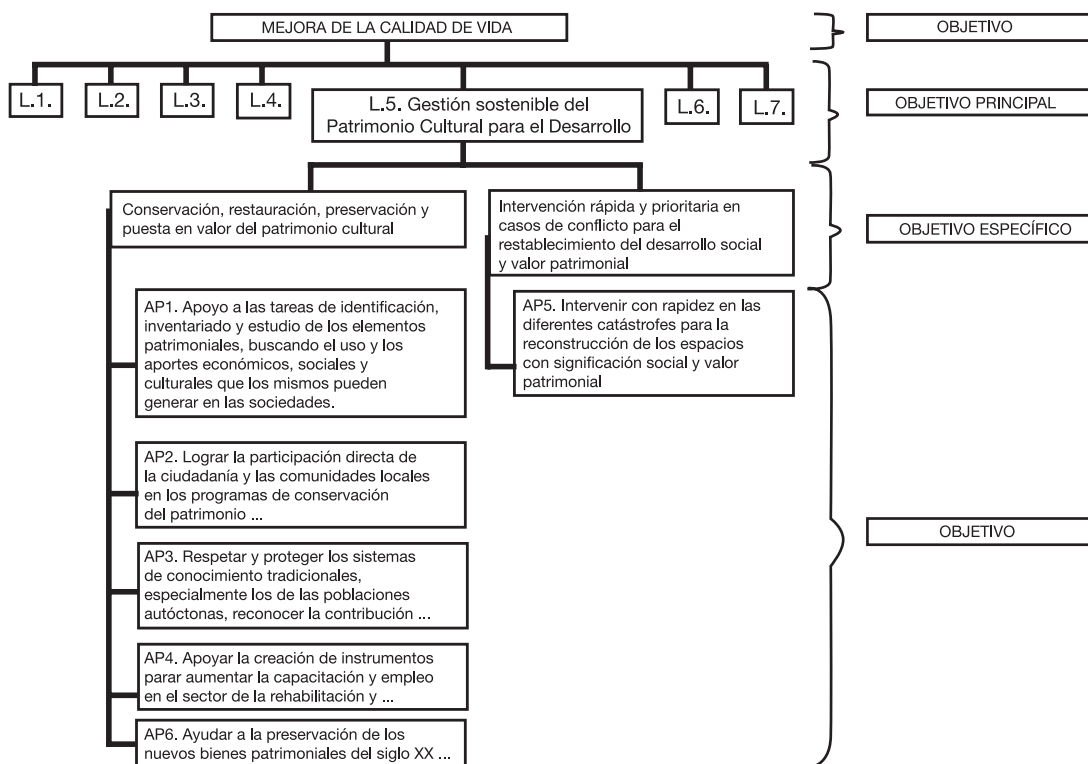 MEJORA DE LA CALIDAD DE VIDA
OBJETIVO
L.1.
L.2.
L.3.
L.4.
L.5. Gestión sostenible del
Patrimonio Cultural para el Desarrollo
L.6.
L.7.
OBJETIVO PRINCIPAL
Conservación, restauración, preservación y
puesta en valor del patrimonio cultural
Intervención rápida y prioritaria en
casos de conflicto para el
restablecimiento del desarrollo social
y valor patrimonial
OBJETIVO ESPECÍFICO
AP1. Apoyo a las tareas de identificación,
inventariado y estudio de los elementos
patrimoniales, buscando el uso y los
aportes económicos, sociales y
culturales que los mismos pueden
generar en las sociedades.
AP5. Intervenir con rapidez en las
diferentes catástrofes para la
reconstrucción de los espacios
con significación social y valor
patrimonial
AP2. Lograr la participación directa de
la ciudadanía y las comunidades locales
en los programas de conservación
del patrimonio ...
OBJETIVO
AP3. Respetar y proteger los sistemas
de conocimiento tradicionales,
especialmente los de las poblaciones
autóctonas, reconocer la contribución ...
AP4. Apoyar la creación de instrumentos
parar aumentar la capacitación y empleo
en el sector de la rehabilitación y ...
AP6. Ayudar a la preservación de los
nuevos bienes patrimoniales del siglo XX ...